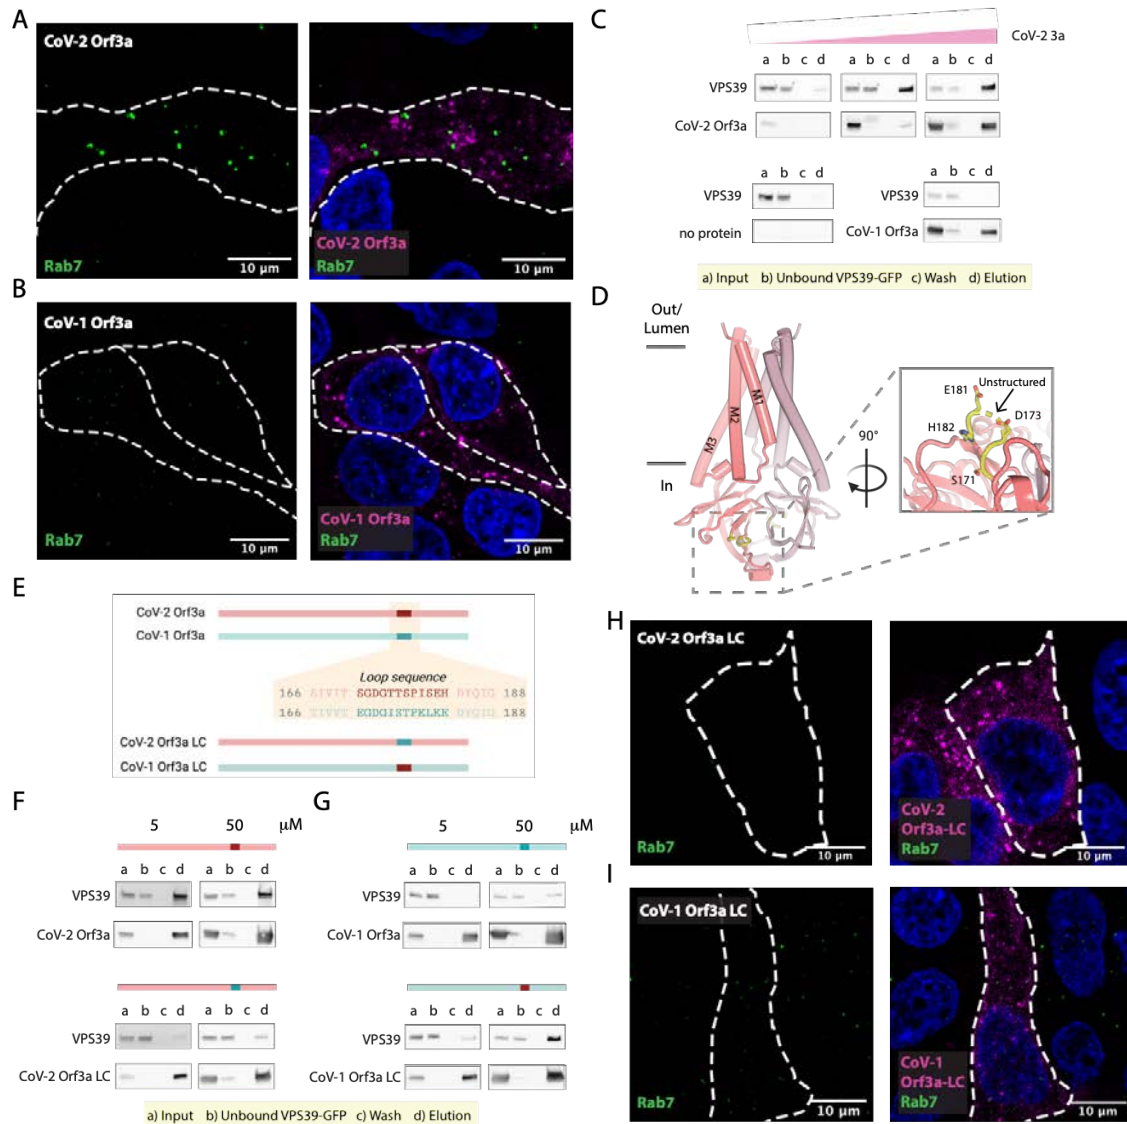 A
CoV-2 Orf3a
Rab7
10 µm
CoV-2 Orf3a
Rab7
10 µm
B
CoV-1 Orf3a
Rab7
10 µm
CoV-1 Orf3a
Rab7
10 µm
C
CoV-2 3a
a b c d
a b c d
a b c d
VPS39
CoV-2 Orf3a
a b c d
a b c d
VPS39
VPS39
no protein
CoV-1 Orf3a
a) Input b) Unbound VPS39-GFP c) Wash d) Elution
D
Out/
Lumen
In
M1
M2
M3
90°
E181
Unstructured
D173
H182
S171
E
CoV-2 Orf3a
CoV-1 Orf3a
Loop sequence
166 SGDGTTSPISEH 188
166 EGDGISTPKLKE 188
CoV-2 Orf3a LC
CoV-1 Orf3a LC
F
5 50 µM
a b c d
a b c d
VPS39
CoV-2 Orf3a
a b c d
a b c d
VPS39
CoV-2 Orf3a LC
G
5 50 µM
a b c d
a b c d
VPS39
CoV-1 Orf3a
a b c d
a b c d
VPS39
CoV-1 Orf3a LC
a) Input b) Unbound VPS39-GFP c) Wash d) Elution
H
CoV-2 Orf3a LC
Rab7
10 µm
CoV-2
Orf3a-LC
Rab7
10 µm
I
CoV-1 Orf3a LC
Rab7
10 µm
CoV-1
Orf3a-LC
Rab7
10 µm